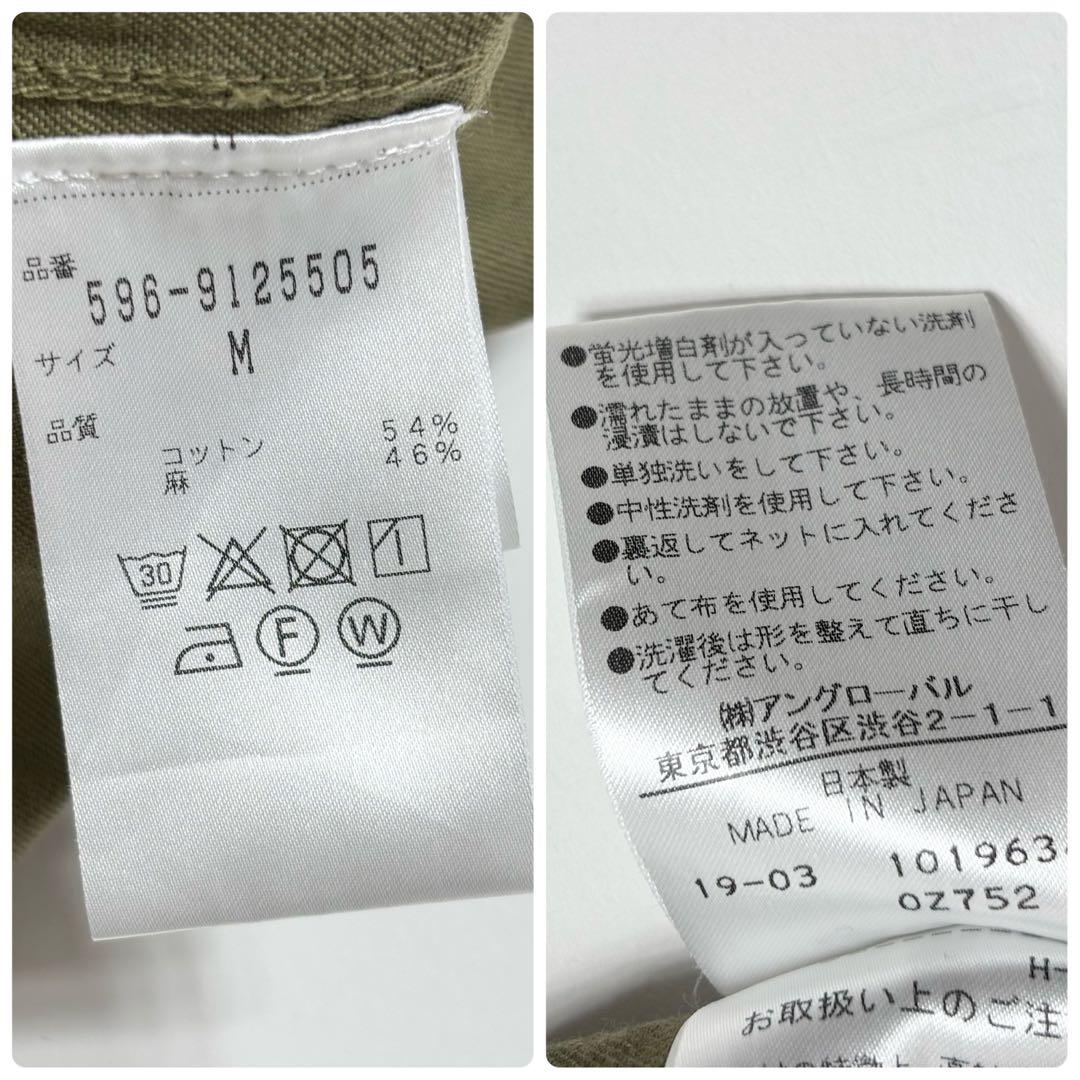 品番 596-9125505
サイズ M
品質
コットン 54%
麻 46%
30
F W
●蛍光増白剤が入っていない洗剤
を使用して下さい。
●濡れたままの放置や、長時間の
浸漬はしないで下さい。
●単独洗いをして下さい。
●中性洗剤を使用して下さい。
●裏返してネットに入れてくださ
い。
●あて布を使用してください。
●洗濯後は形を整えて直ちに干し
てください。
㈱アングローバル
東京都渋谷区渋谷2-1-1
日本製
MADE IN JAPAN
19-03 1019634
0Z752
H-
お取扱い上のご注